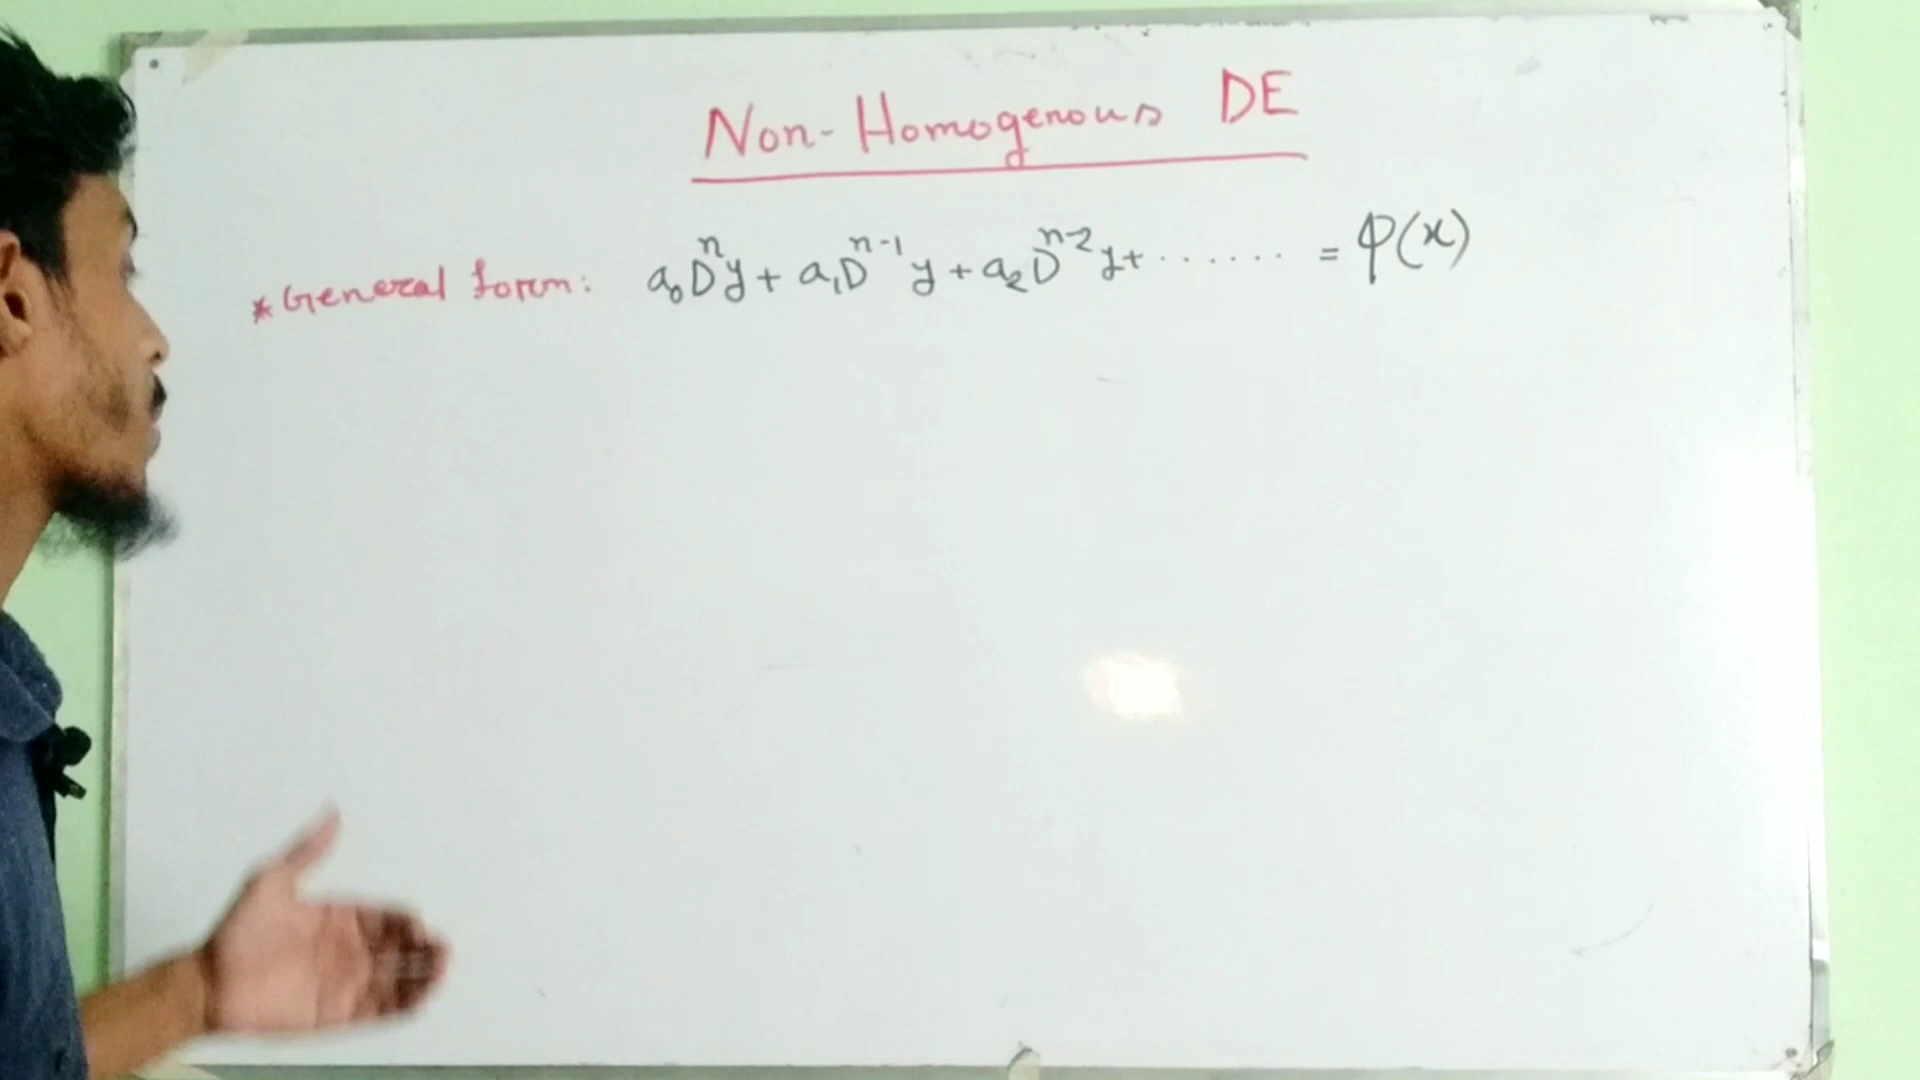 Non-Homogenous DE
*General form: a₀Dⁿy + a₁Dⁿ⁻¹y + a₂Dⁿ⁻²y + ...... = φ(x)